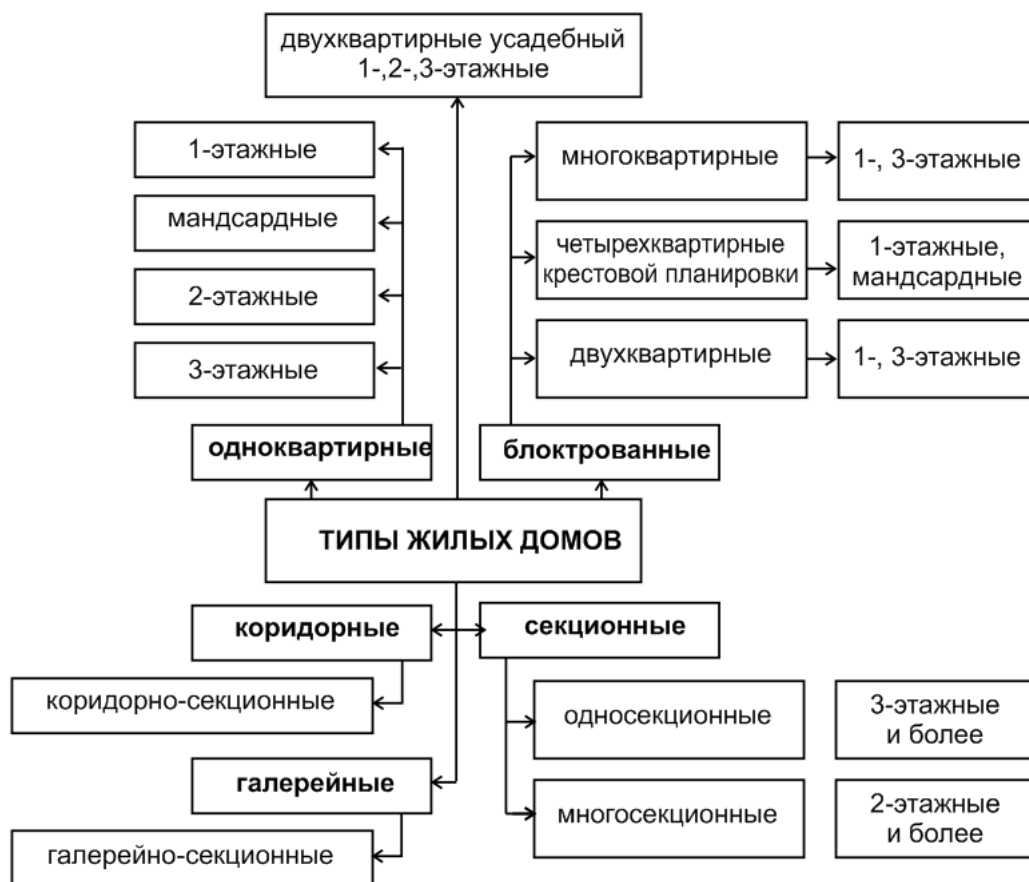 двухквартирные усадебный
1-,2-,3-этажные
1-этажные
мандсардные
2-этажные
3-этажные
одноквартирные
многоквартирные
1-, 3-этажные
четырехквартирные
крестовой планировки
1-этажные,
мандсардные
двухквартирные
1-, 3-этажные
блоктрованные
ТИПЫ ЖИЛЫХ ДОМОВ
коридорные
секционные
коридорно-секционные
односекционные
3-этажные
и более
галерейные
многосекционные
2-этажные
и более
галерейно-секционные